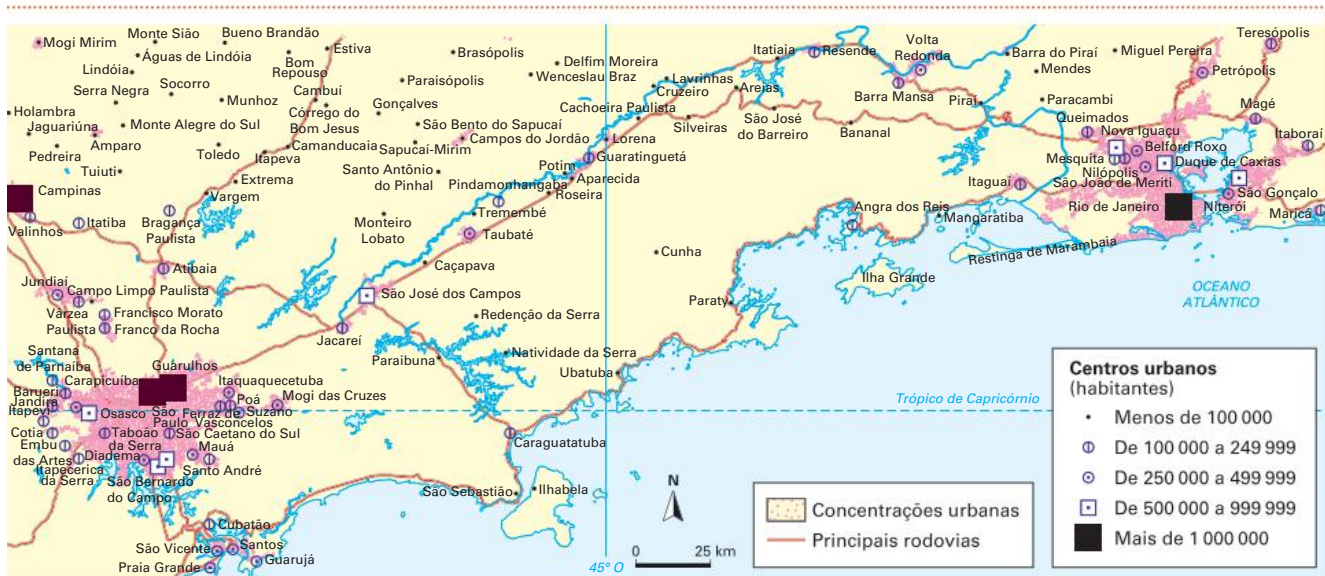 Mogi Mirim
Monte Sião
Bueno Brandão
Estiva
Águas de Lindóia
Bom
Repouso
Lindóia
Socorro
Serra Negra
Munhoz
Cambuí
Holambra
Córrego do
Bom Jesus
Jaguariúna
Monte Alegre do Sul
Amparo
Camanducaia
Pedreira
Toledo
Itapeva
Tuiuti
Extrema
Campinas
Vargem
Valinhos
Itatiba
Bragança
Paulista
Atibaia
Brasópolis
Delfim Moreira
Wenceslau Braz
Paraisópolis
Gonçalves
São Bento do Sapucaí
Campos do Jordão
Sapucaí-Mirim
Santo Antônio
do Pinhal
Lavrinhas
Cruzeiro
Cachoeira Paulista
Lorena
Guaratinguetá
Potim
Aparecida
Roseira
Pindamonhangaba
Tremembé
Monteiro
Lobato
Taubaté
Caçapava
São José dos Campos
Itatiaia
Resende
Volta
Redonda
Barra do Piraí
Mendes
Areias
Barra Mansa
Silveiras
São José
do Barreiro
Bananal
Piraí
Miguel Pereira
Teresópolis
Petrópolis
Paracambi
Queimados
Magé
Nova Iguaçu
Itaboraí
Belford Roxo
Mesquita
Duque de Caxias
Nilópolis
São João de Meriti
Itaguaí
São Gonçalo
Rio de Janeiro
Niterói
Maricá
Angra dos Reis
Mangaratiba
Restinga de Marambaia
Cunha
Ilha Grande
Paraty
OCEANO
ATLÂNTICO
Jundiaí
Campo Limpo Paulista
Várzea
Paulista
Francisco Morato
Franco da Rocha
Jacareí
Redenção da Serra
Paraibuna
Natividade da Serra
Ubatuba
Santana
de Parnaíba
Guarulhos
Carapicuíba
Itaquaquecetuba
Barueri
Jandira
Poá
Mogi das Cruzes
Itapevi
Osasco
São
Paulo
Ferraz de
Vasconcelos
Suzano
Cotia
Taboão
da Serra
São Caetano do Sul
Embu
das Artes
Diadema
Mauá
Itapecerica
da Serra
Santo André
São Bernardo
do Campo
Caraguatatuba
São Sebastião
Ilhabela
Cubatão
São Vicente
Santos
Praia Grande
Guarujá
Trópico de Capricórnio
45° O
N
0 25 km
Concentrações urbanas
Principais rodovias
Centros urbanos
(habitantes)
Menos de 100 000
De 100 000 a 249 999
De 250 000 a 499 999
De 500 000 a 999 999
Mais de 1 000 000